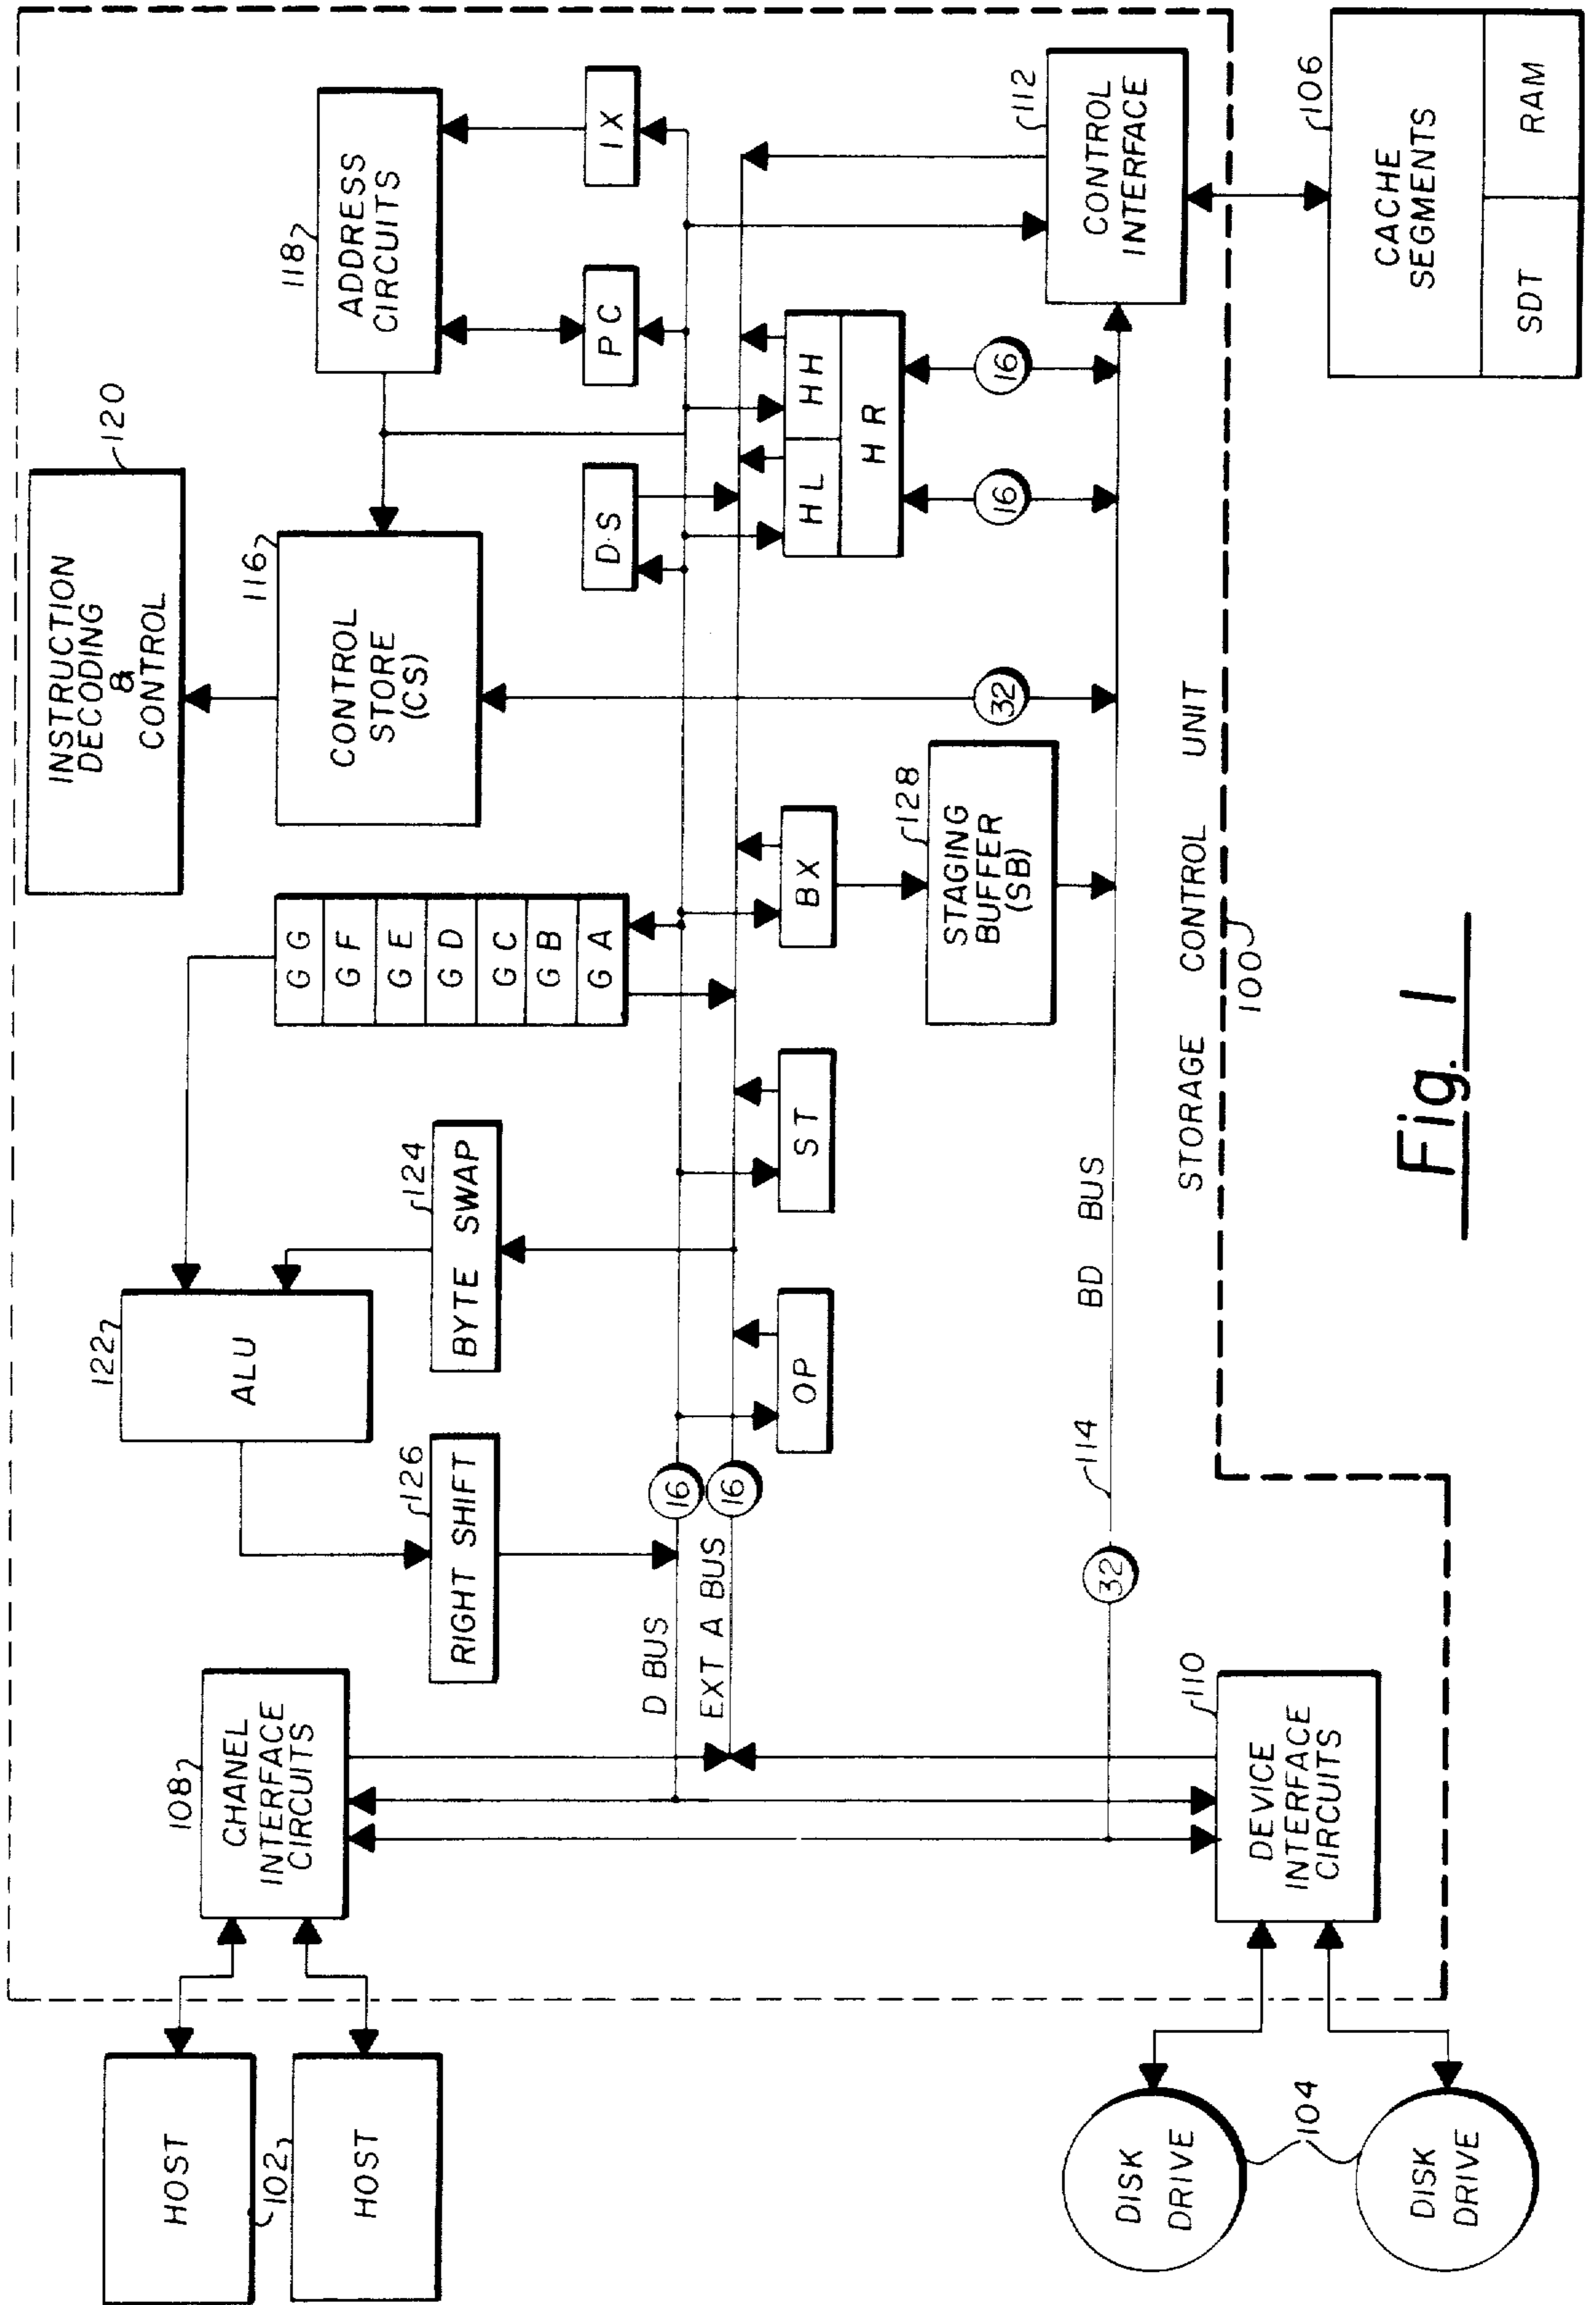 HOST
102
HOST
DISK
DRIVE
104
DISK
DRIVE
108
CHANEL
INTERFACE
CIRCUITS
110
DEVICE
INTERFACE
CIRCUITS
D BUS
EXT A BUS
16
16
32
114
BD BUS
126
RIGHT SHIFT
122
ALU
124
BYTE SWAP
OP
ST
GG
GF
GE
GD
GC
GB
GA
BX
128
STAGING
BUFFER
(SB)
INSTRUCTION
DECODING
&
CONTROL
120
116
CONTROL
STORE
(CS)
32
D·S
HL
HH
HR
16
16
118
ADDRESS
CIRCUITS
PC
IX
112
CONTROL
INTERFACE
STORAGE CONTROL UNIT
100
106
CACHE
SEGMENTS
SDT
RAM
Fig. 1